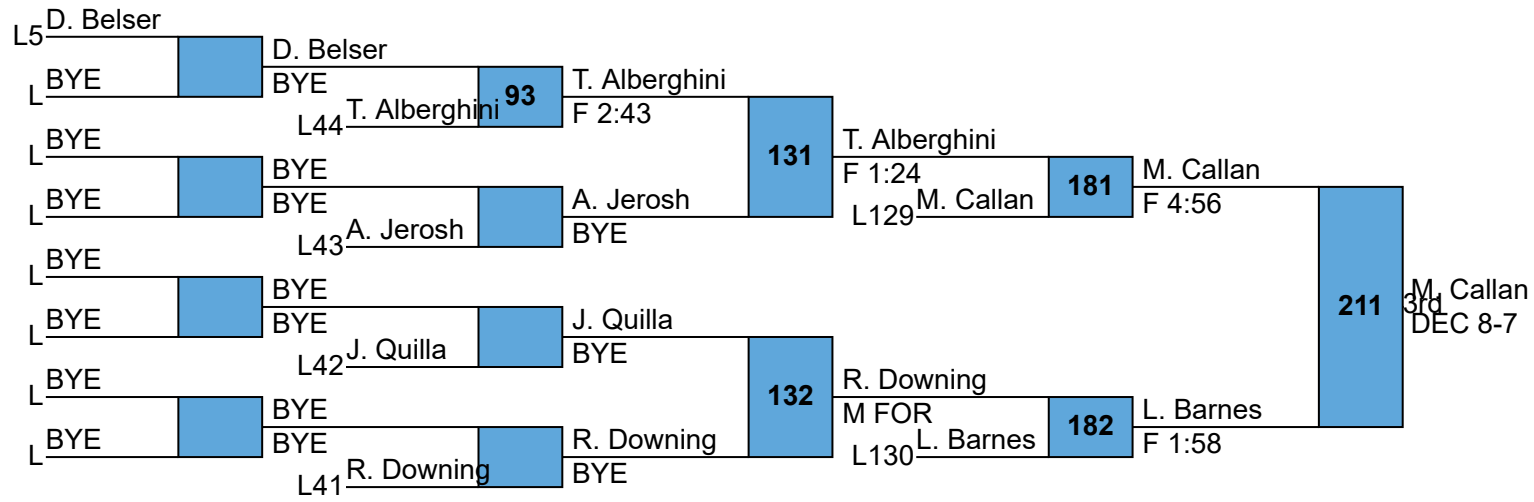 D. Belser
L5
BYE
L
D. Belser
BYE
T. Alberghini
L44
93
T. Alberghini
F 2:43
BYE
L
BYE
L
BYE
BYE
A. Jerosh
L43
A. Jerosh
BYE
131
T. Alberghini
F 1:24
M. Callan
L129
181
M. Callan
F 4:56
BYE
L
BYE
L
BYE
BYE
J. Quilla
L42
J. Quilla
BYE
BYE
L
BYE
L
BYE
BYE
R. Downing
L41
R. Downing
BYE
132
R. Downing
M FOR
L. Barnes
L130
182
L. Barnes
F 1:58
211
3rd
M. Callan
DEC 8-7